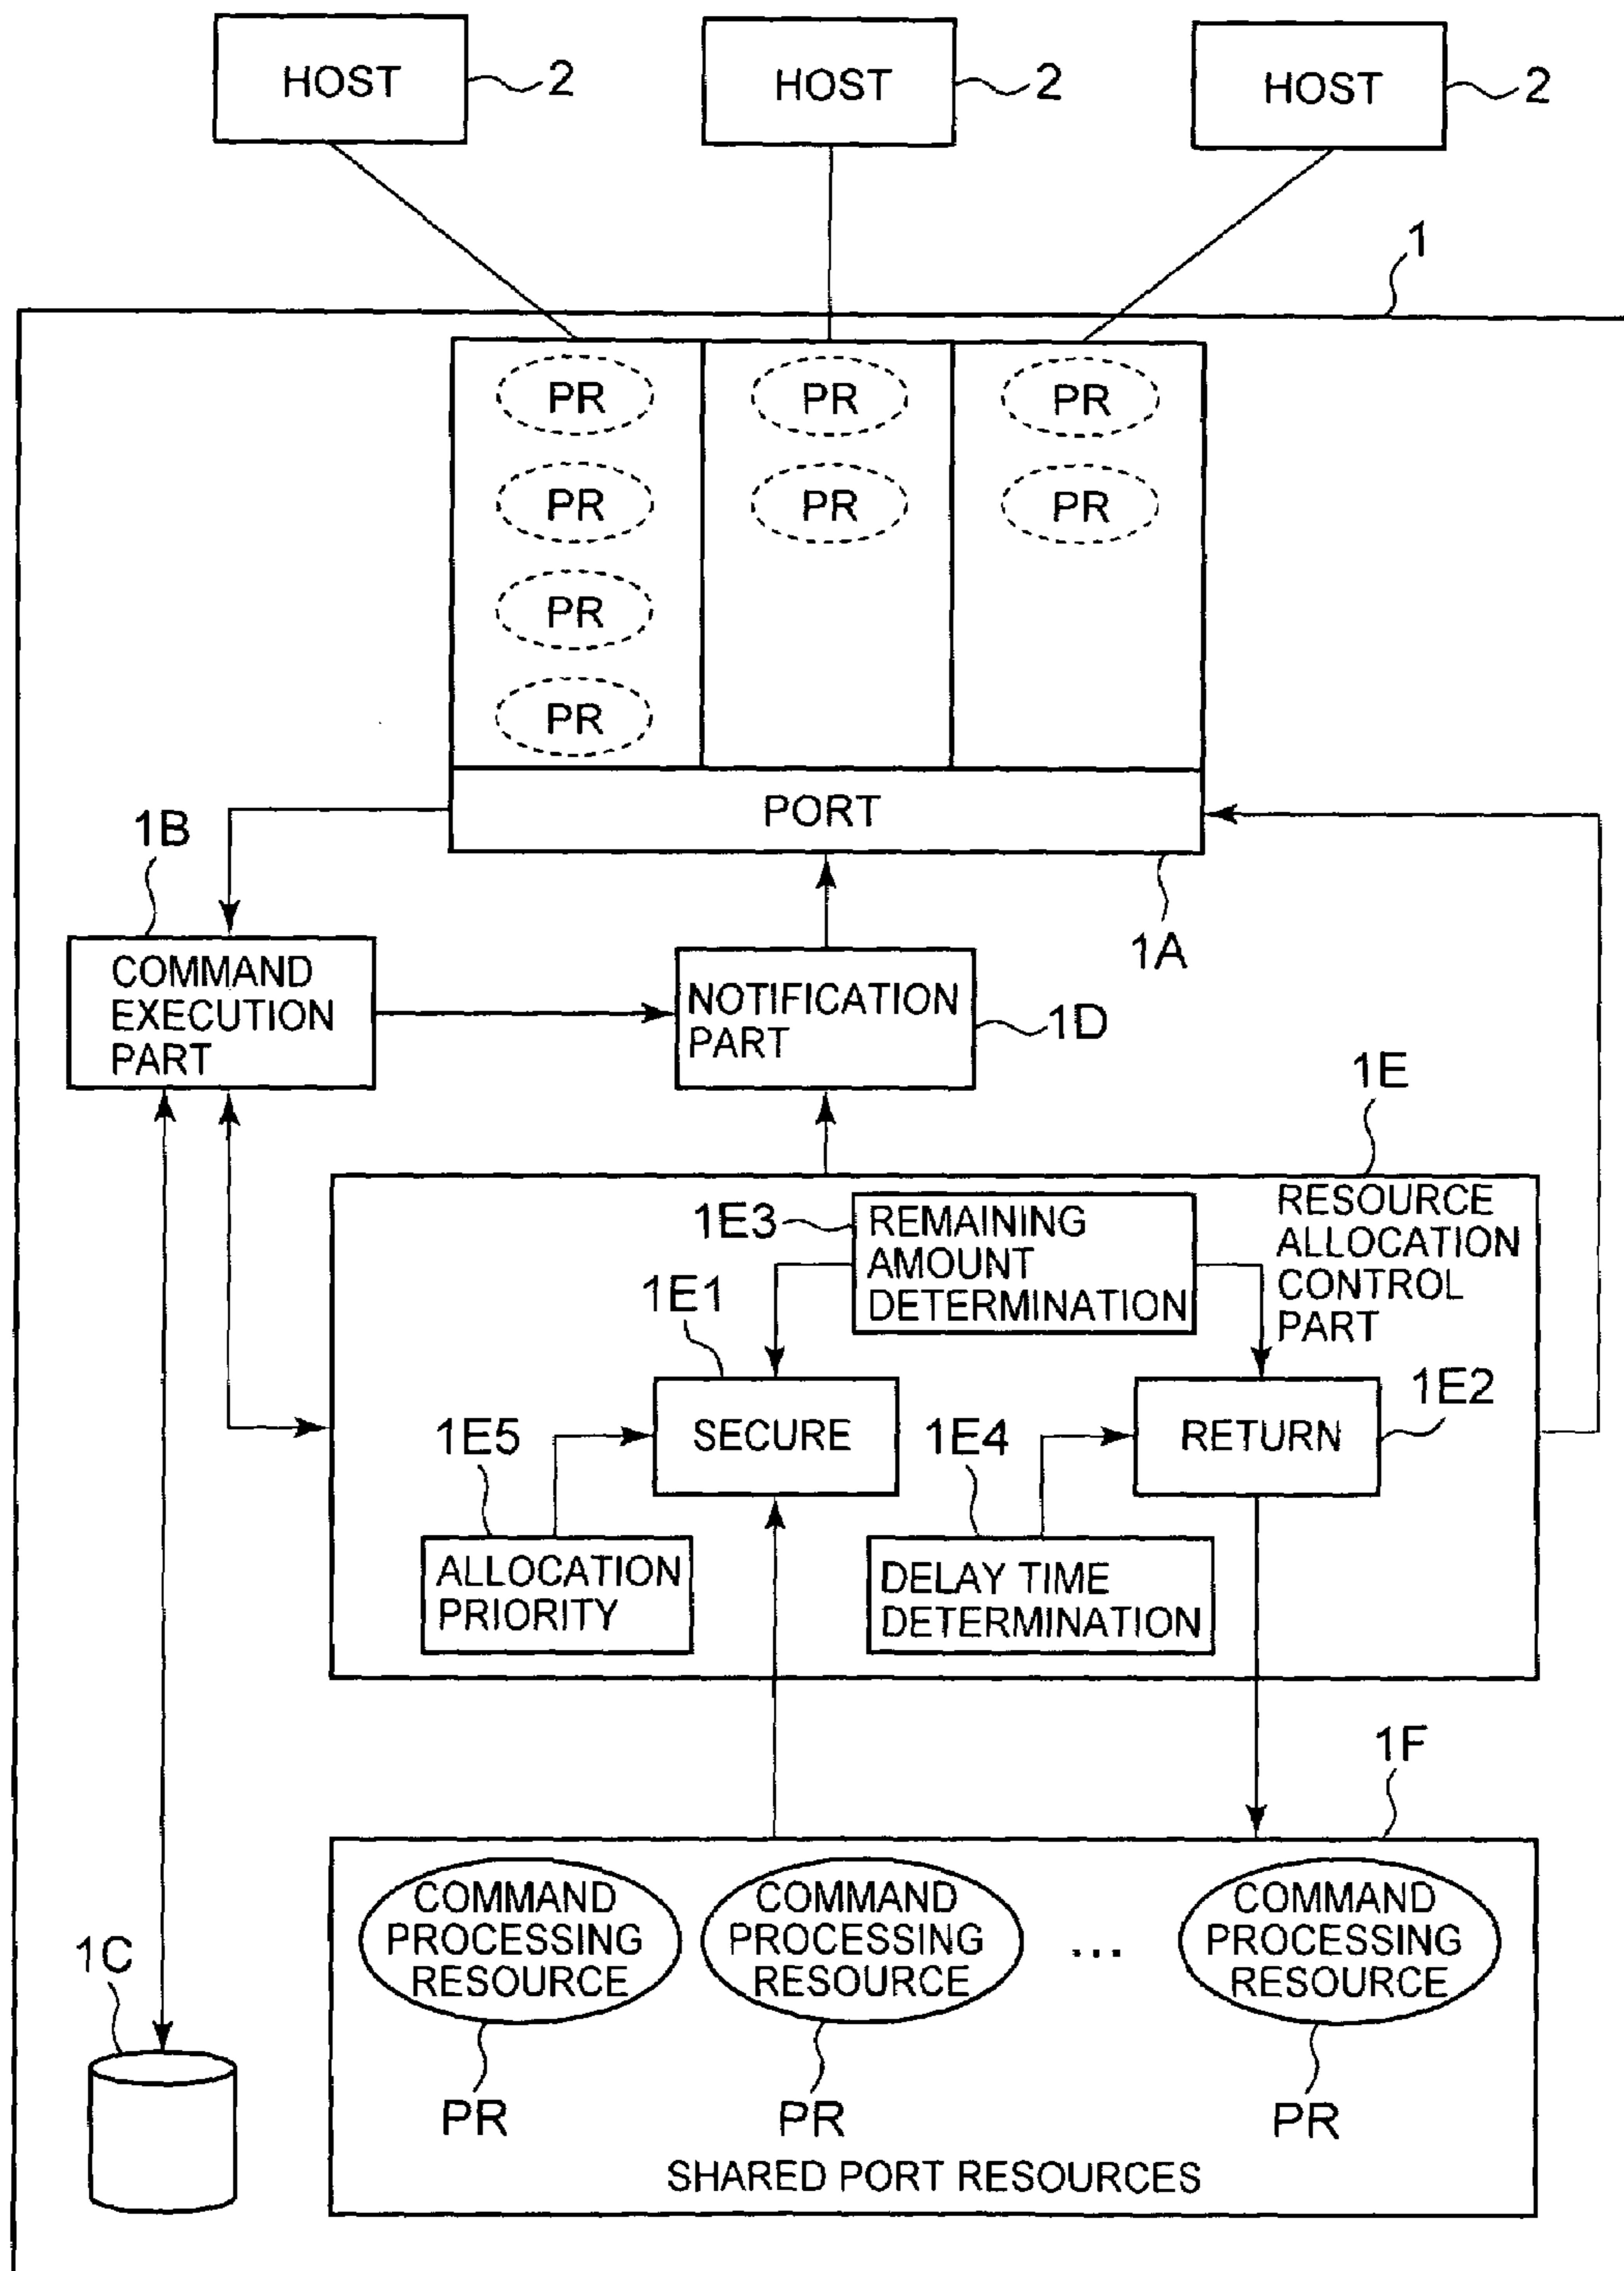 HOST
2
HOST
2
HOST
2
1
PR
PR
PR
PR
PR
PR
PR
PR
PORT
1A
1B
COMMAND
EXECUTION
PART
NOTIFICATION
PART
1D
1E
RESOURCE
ALLOCATION
CONTROL
PART
1E3
REMAINING
AMOUNT
DETERMINATION
1E1
SECURE
1E2
RETURN
1E5
ALLOCATION
PRIORITY
1E4
DELAY TIME
DETERMINATION
1F
COMMAND
PROCESSING
RESOURCE
COMMAND
PROCESSING
RESOURCE
...
COMMAND
PROCESSING
RESOURCE
PR
PR
PR
SHARED PORT RESOURCES
1C